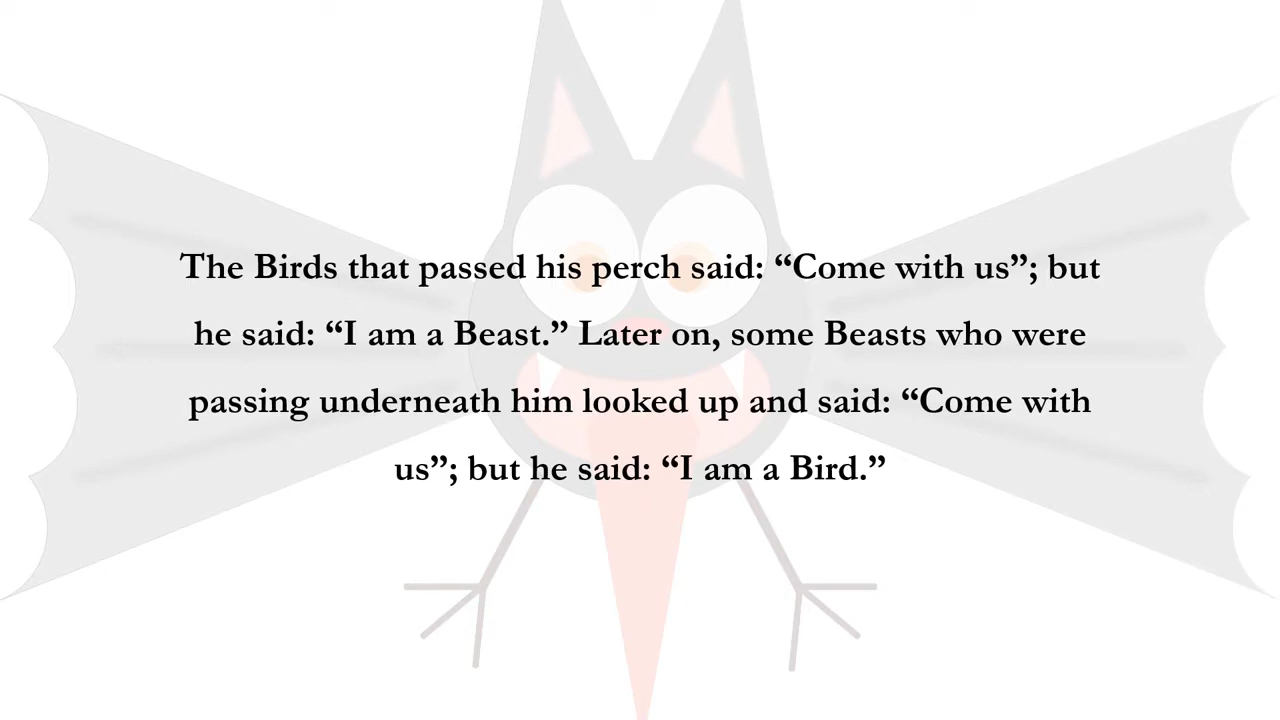 The Birds that passed his perch said: “Come with us”; but
he said: “I am a Beast.” Later on, some Beasts who were
passing underneath him looked up and said: “Come with
us”; but he said: “I am a Bird.”